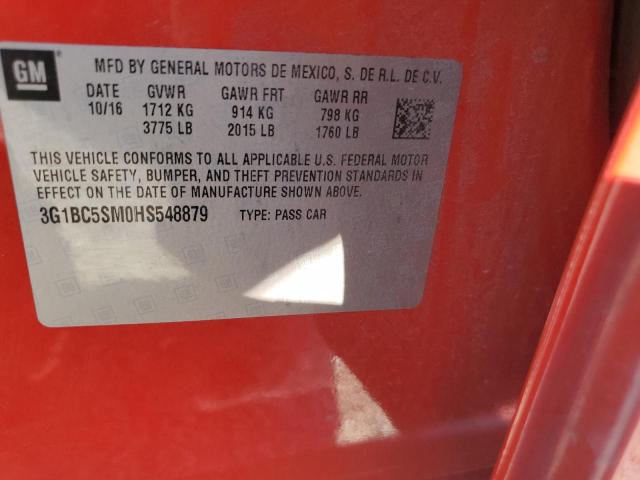 GM
MFD BY GENERAL MOTORS DE MEXICO, S. DE R.L. DE C.V.
DATE GVWR GAWR FRT GAWR RR
10/16 1712 KG 914 KG 798 KG
3775 LB 2015 LB 1760 LB
THIS VEHICLE CONFORMS TO ALL APPLICABLE U.S. FEDERAL MOTOR
VEHICLE SAFETY, BUMPER, AND THEFT PREVENTION STANDARDS IN
EFFECT ON THE DATE OF MANUFACTURE SHOWN ABOVE.
3G1BC5SM0HS548879 TYPE: PASS CAR